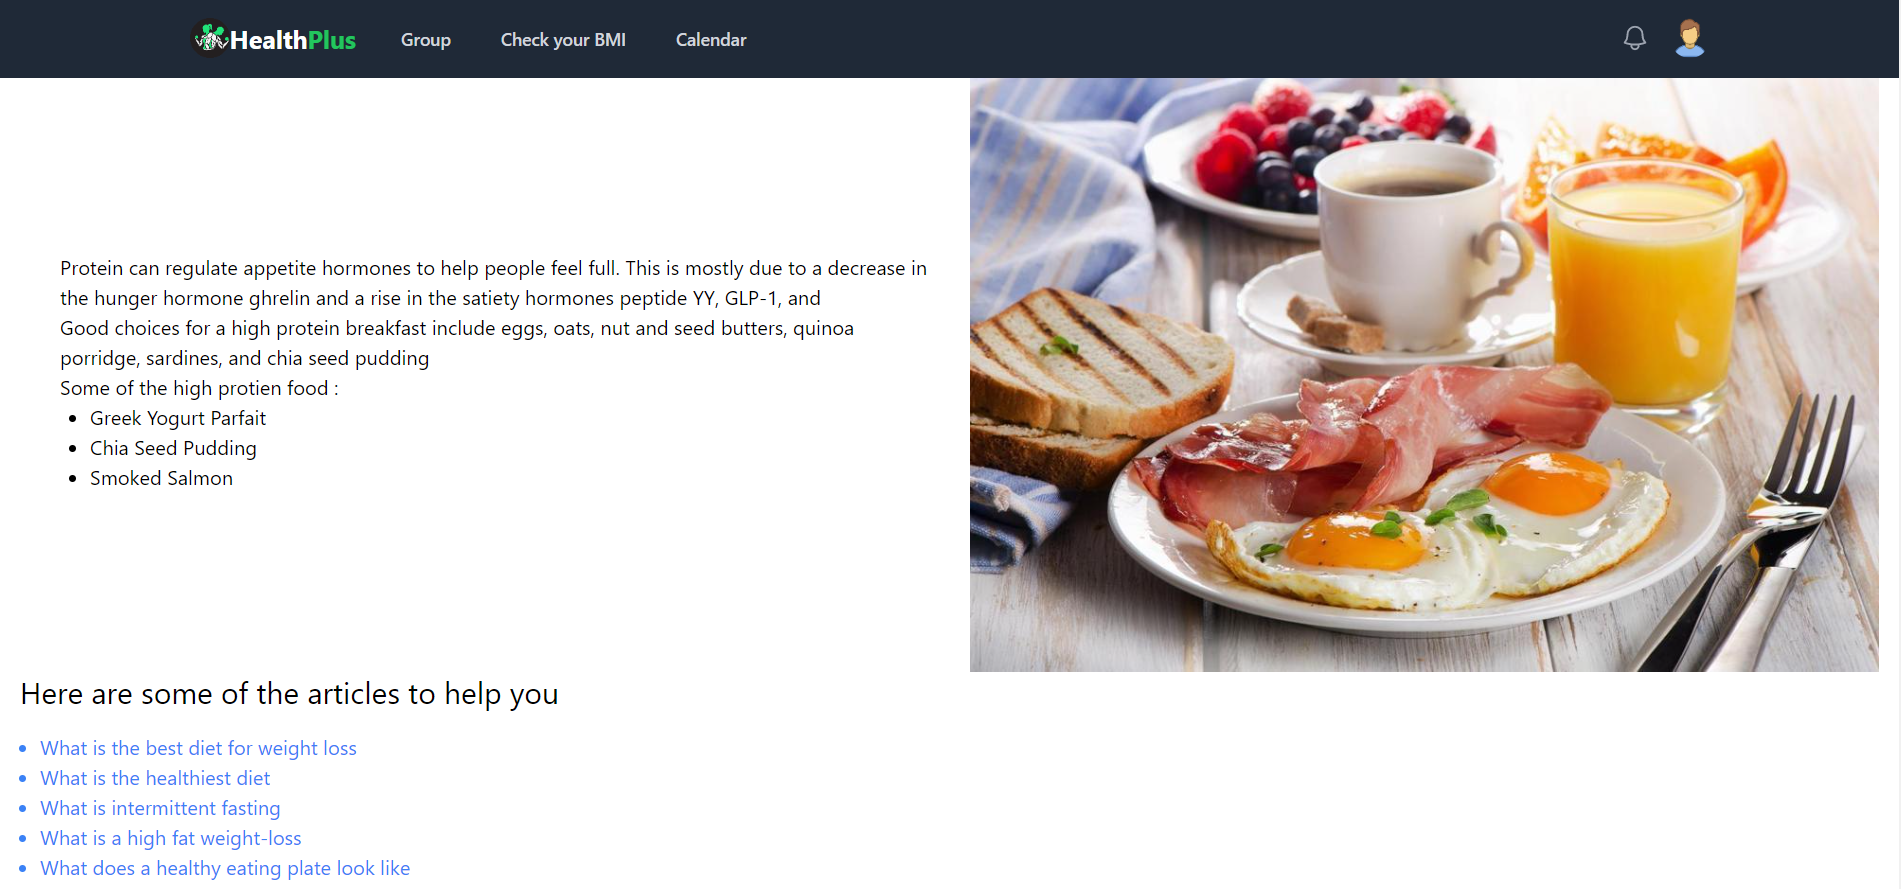 HealthPlus
Group
Check your BMI
Calendar
Protein can regulate appetite hormones to help people feel full. This is mostly due to a decrease in
the hunger hormone ghrelin and a rise in the satiety hormones peptide YY, GLP-1, and
Good choices for a high protein breakfast include eggs, oats, nut and seed butters, quinoa
porridge, sardines, and chia seed pudding
Some of the high protien food :
Greek Yogurt Parfait
Chia Seed Pudding
Smoked Salmon
Here are some of the articles to help you
What is the best diet for weight loss
What is the healthiest diet
What is intermittent fasting
What is a high fat weight-loss
What does a healthy eating plate look like